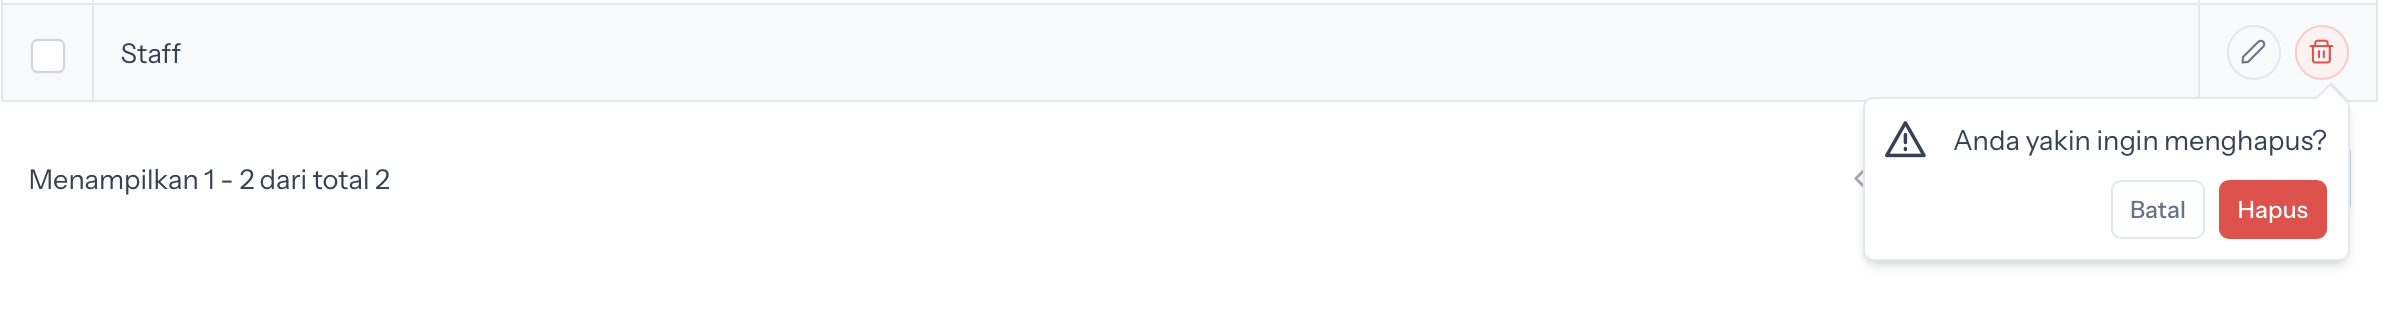 Staff
Anda yakin ingin menghapus?
Menampilkan 1 - 2 dari total 2
Batal
Hapus